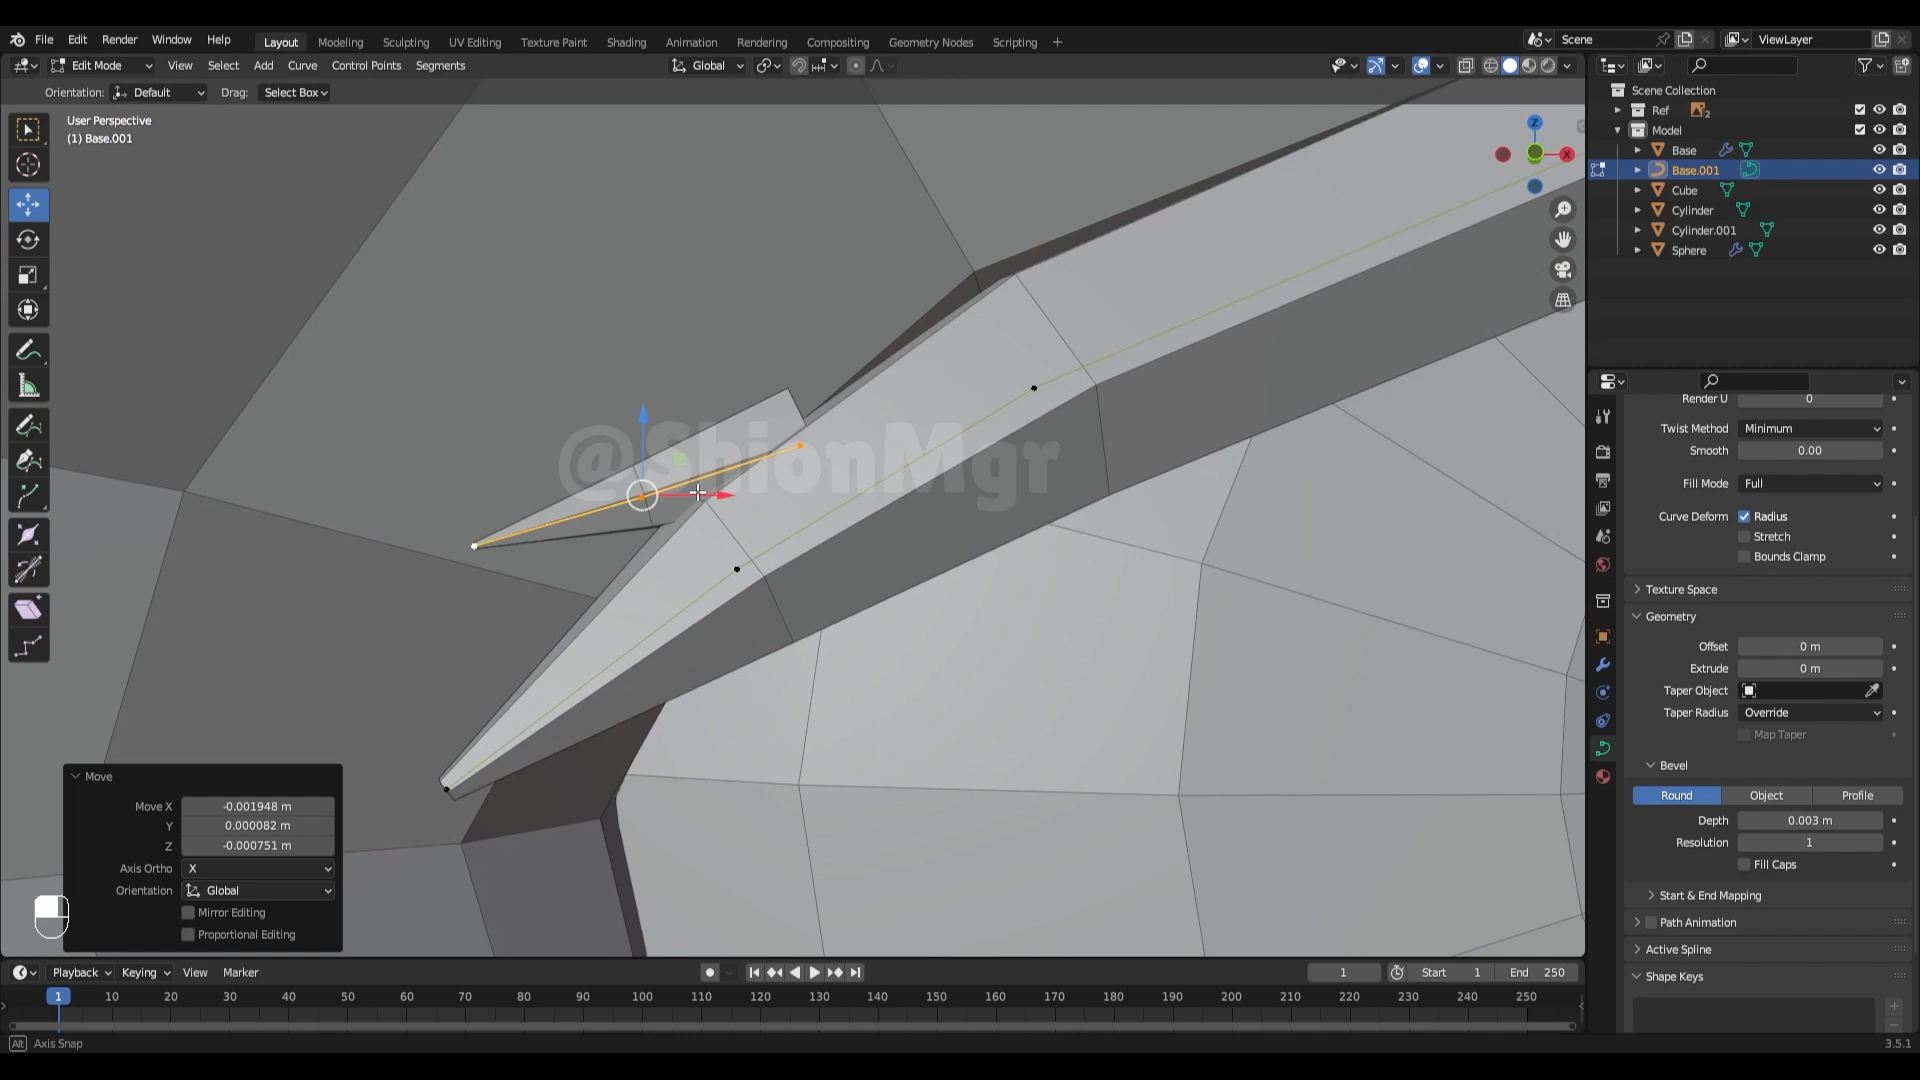 File Edit Render Window Help Layout Modeling Sculpting UV Editing Texture Paint Shading Animation Rendering Compositing Geometry Nodes Scripting + Scene ViewLayer
Edit Mode View Select Add Curve Control Points Segments Global
Orientation: Default Drag: Select Box
User Perspective
(1) Base.001
Z
X
@ShionMgr
Scene Collection
Ref 2
Model
Base
Base.001
Cube
Cylinder
Cylinder.001
Sphere
Render U 0
Twist Method Minimum
Smooth 0.00
Fill Mode Full
Curve Deform Radius
Stretch
Bounds Clamp
Texture Space
Geometry
Offset 0 m
Extrude 0 m
Taper Object
Taper Radius Override
Map Taper
Bevel
Round Object Profile
Depth 0.003 m
Resolution 1
Fill Caps
Start & End Mapping
Path Animation
Active Spline
Shape Keys
Move
Move X -0.001948 m
Y 0.000082 m
Z -0.000751 m
Axis Ortho X
Orientation Global
Mirror Editing
Proportional Editing
Playback Keying View Marker 1 Start 1 End 250
1 10 20 30 40 50 60 70 80 90 100 110 120 130 140 150 160 170 180 190 200 210 220 230 240 250
Alt Axis Snap 3.5.1